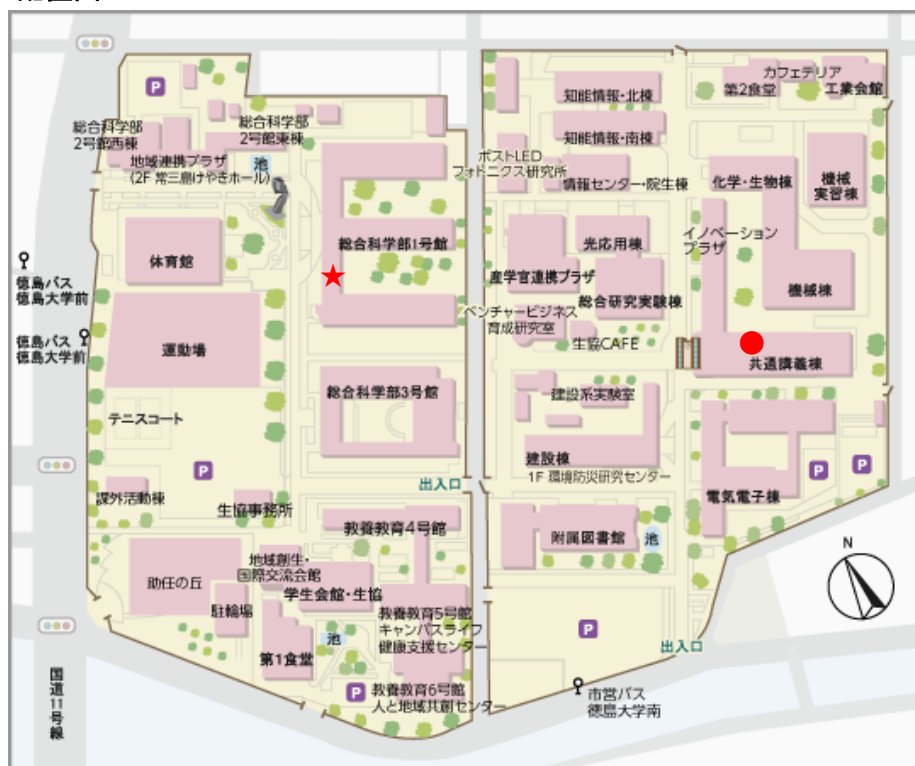 P
カフェテリア
第2食堂
工業会館
知能情報・北棟
総合科学部
2号館西棟
総合科学部
2号館東棟
知能情報・南棟
地域連携プラザ
(2F 常三島けやきホール)
池
ポストLED
フォトニクス研究所
情報センター・院生棟
化学・生物棟
機械
実習棟
総合科学部1号館
光応用棟
イノベーション
プラザ
体育館
産学官連携プラザ
総合研究実験棟
機械棟
徳島バス
徳島大学前
ベンチャービジネス
育成研究室
徳島バス
徳島大学前
運動場
生協CAFE
共通講義棟
総合科学部3号館
建設系実験室
テニスコート
建設棟
1F 環境防災研究センター
P
P
P
課外活動棟
生協事務所
出入口
電気電子棟
教養教育4号館
附属図書館
池
N
地域創生・
国際交流会館
助任の丘
学生会館・生協
駐輪場
教養教育5号館
キャンパスライフ
健康支援センター
池
P
出入口
第1食堂
国道11号線
P
教養教育6号館
人と地域共創センター
市営バス
徳島大学南